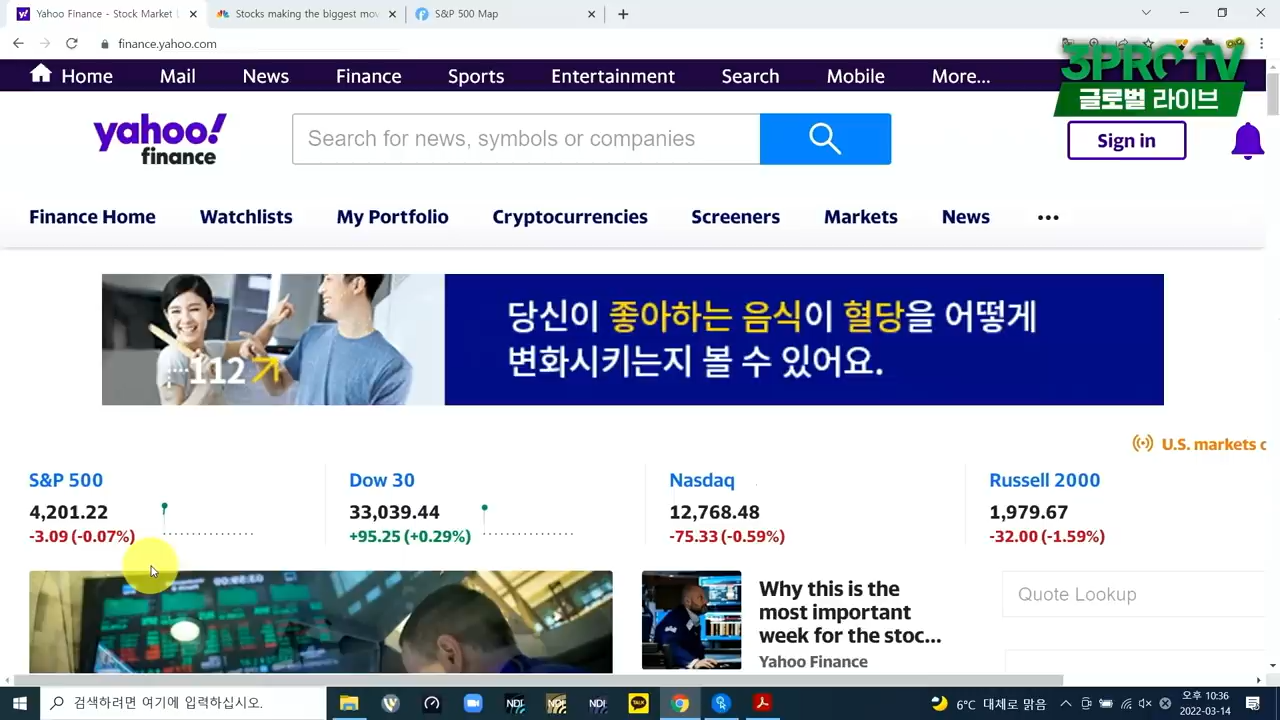 Yahoo Finance - Stock Market
Stocks making the biggest mov
S&P 500 Map
finance.yahoo.com
3PRO TV
글로벌 라이브
Home
Mail
News
Finance
Sports
Entertainment
Search
Mobile
More...
yahoo!
finance
Search for news, symbols or companies
Sign in
Finance Home
Watchlists
My Portfolio
Cryptocurrencies
Screeners
Markets
News
...
112
당신이 좋아하는 음식이 혈당을 어떻게
변화시키는지 볼 수 있어요.
U.S. markets c
S&P 500
4,201.22
-3.09 (-0.07%)
Dow 30
33,039.44
+95.25 (+0.29%)
Nasdaq
12,768.48
-75.33 (-0.59%)
Russell 2000
1,979.67
-32.00 (-1.59%)
Why this is the
most important
week for the stoc...
Yahoo Finance
Quote Lookup
검색하려면 여기에 입력하십시오.
NDI
NDI
TALK
6°C 대체로 맑음
오후 10:36
2022-03-14